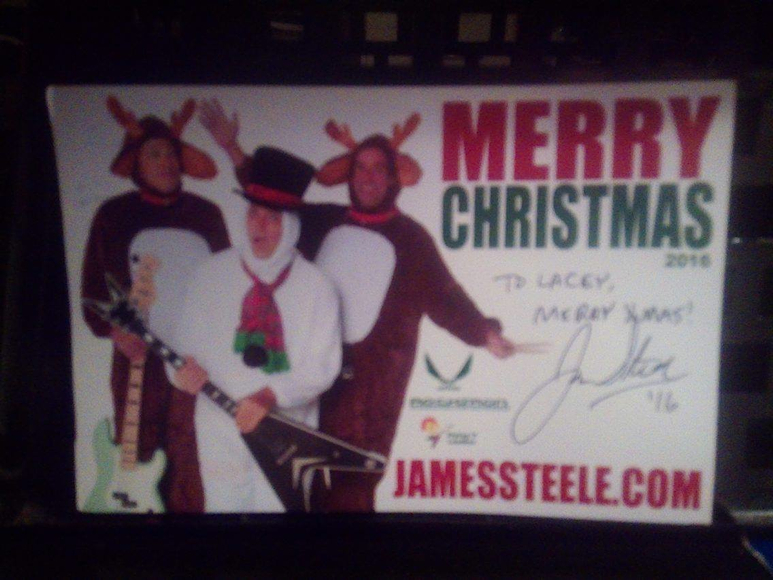 MERRY
CHRISTMAS
2016
TO LACEY,
MERRY XMAS!
'16
JAMESSTEELE.COM